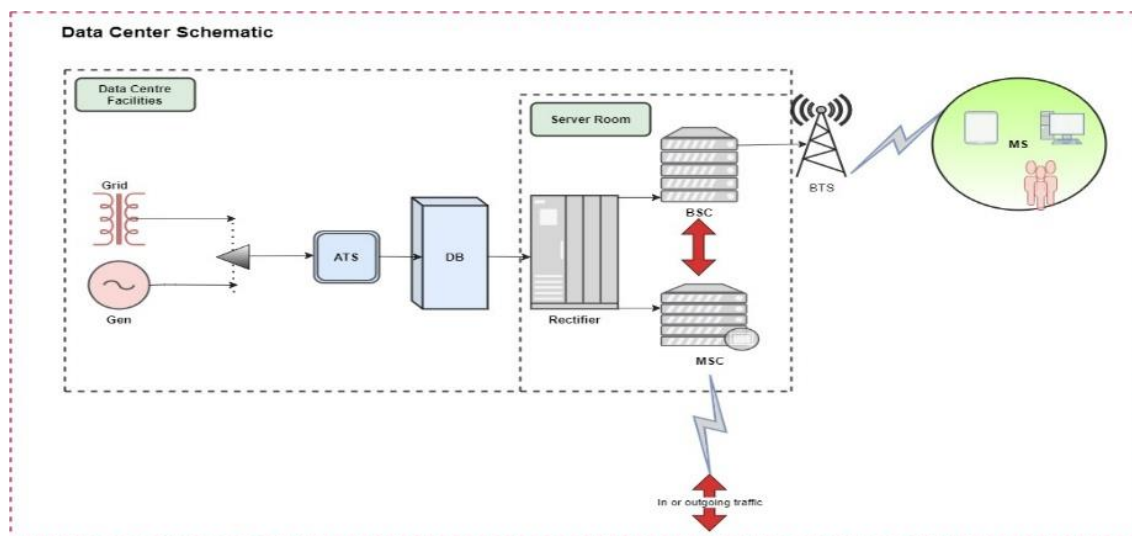 Data Center Schematic
Data Centre
Facilities
Server Room
Grid
Gen
ATS
DB
Rectifier
BSC
MSC
BTS
MS
In or outgoing traffic